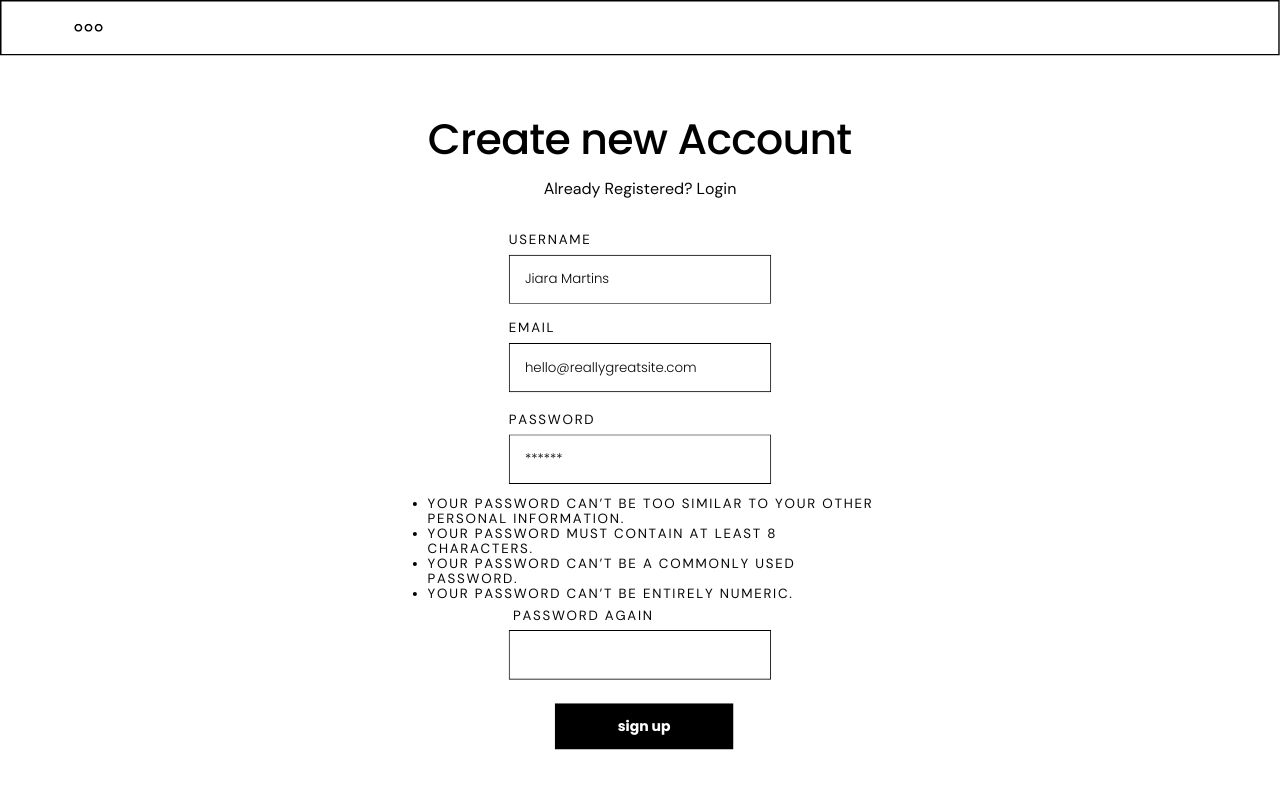 Create new Account
Already Registered? Login
USERNAME
Jiara Martins
EMAIL
hello@reallygreatsite.com
PASSWORD
******
• YOUR PASSWORD CAN'T BE TOO SIMILAR TO YOUR OTHER
PERSONAL INFORMATION.
• YOUR PASSWORD MUST CONTAIN AT LEAST 8
CHARACTERS.
• YOUR PASSWORD CAN'T BE A COMMONLY USED
PASSWORD.
• YOUR PASSWORD CAN'T BE ENTIRELY NUMERIC.
PASSWORD AGAIN
sign up